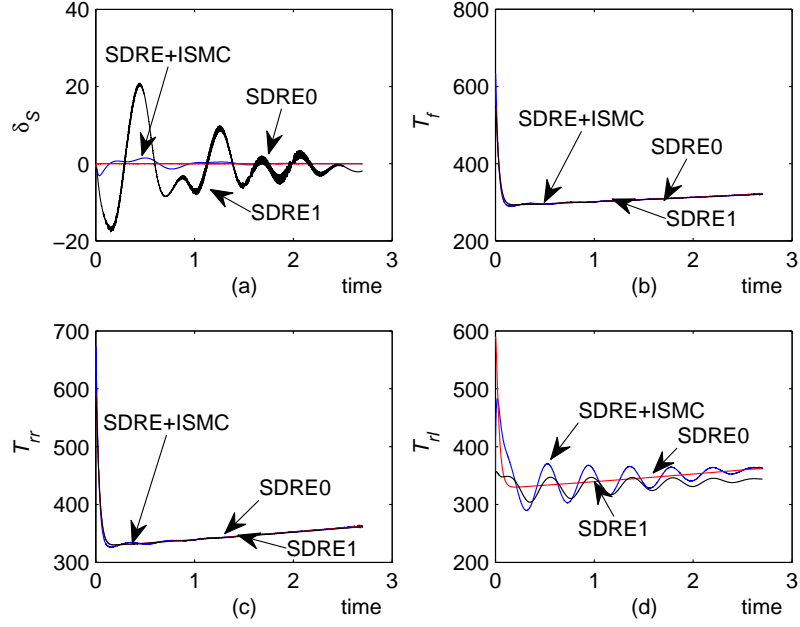 40
20
0
−20
δS
SDRE+ISMC
SDRE0
SDRE1
0
1
2
3
(a)
time
800
600
400
200
Tf
SDRE+ISMC
SDRE0
SDRE1
0
1
2
3
(b)
time
700
600
500
400
300
Trr
SDRE+ISMC
SDRE0
SDRE1
0
1
2
3
(c)
time
600
500
400
300
200
Trl
SDRE+ISMC
SDRE0
SDRE1
0
1
2
3
(d)
time